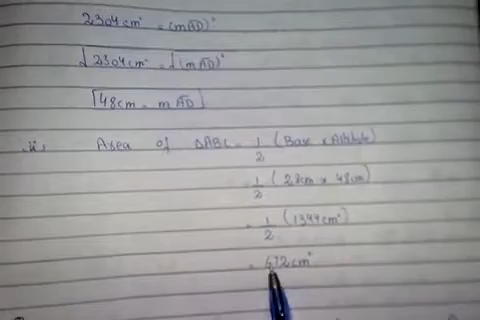 2304cm² = (mAD)²
√2304cm² = √(mAD)²
48cm = mAD
ii, Area of ΔABC = 1/2 (Base x Altitude)
= 1/2 (28cm x 48cm)
= 1/2 (1344cm²)
= 672cm²